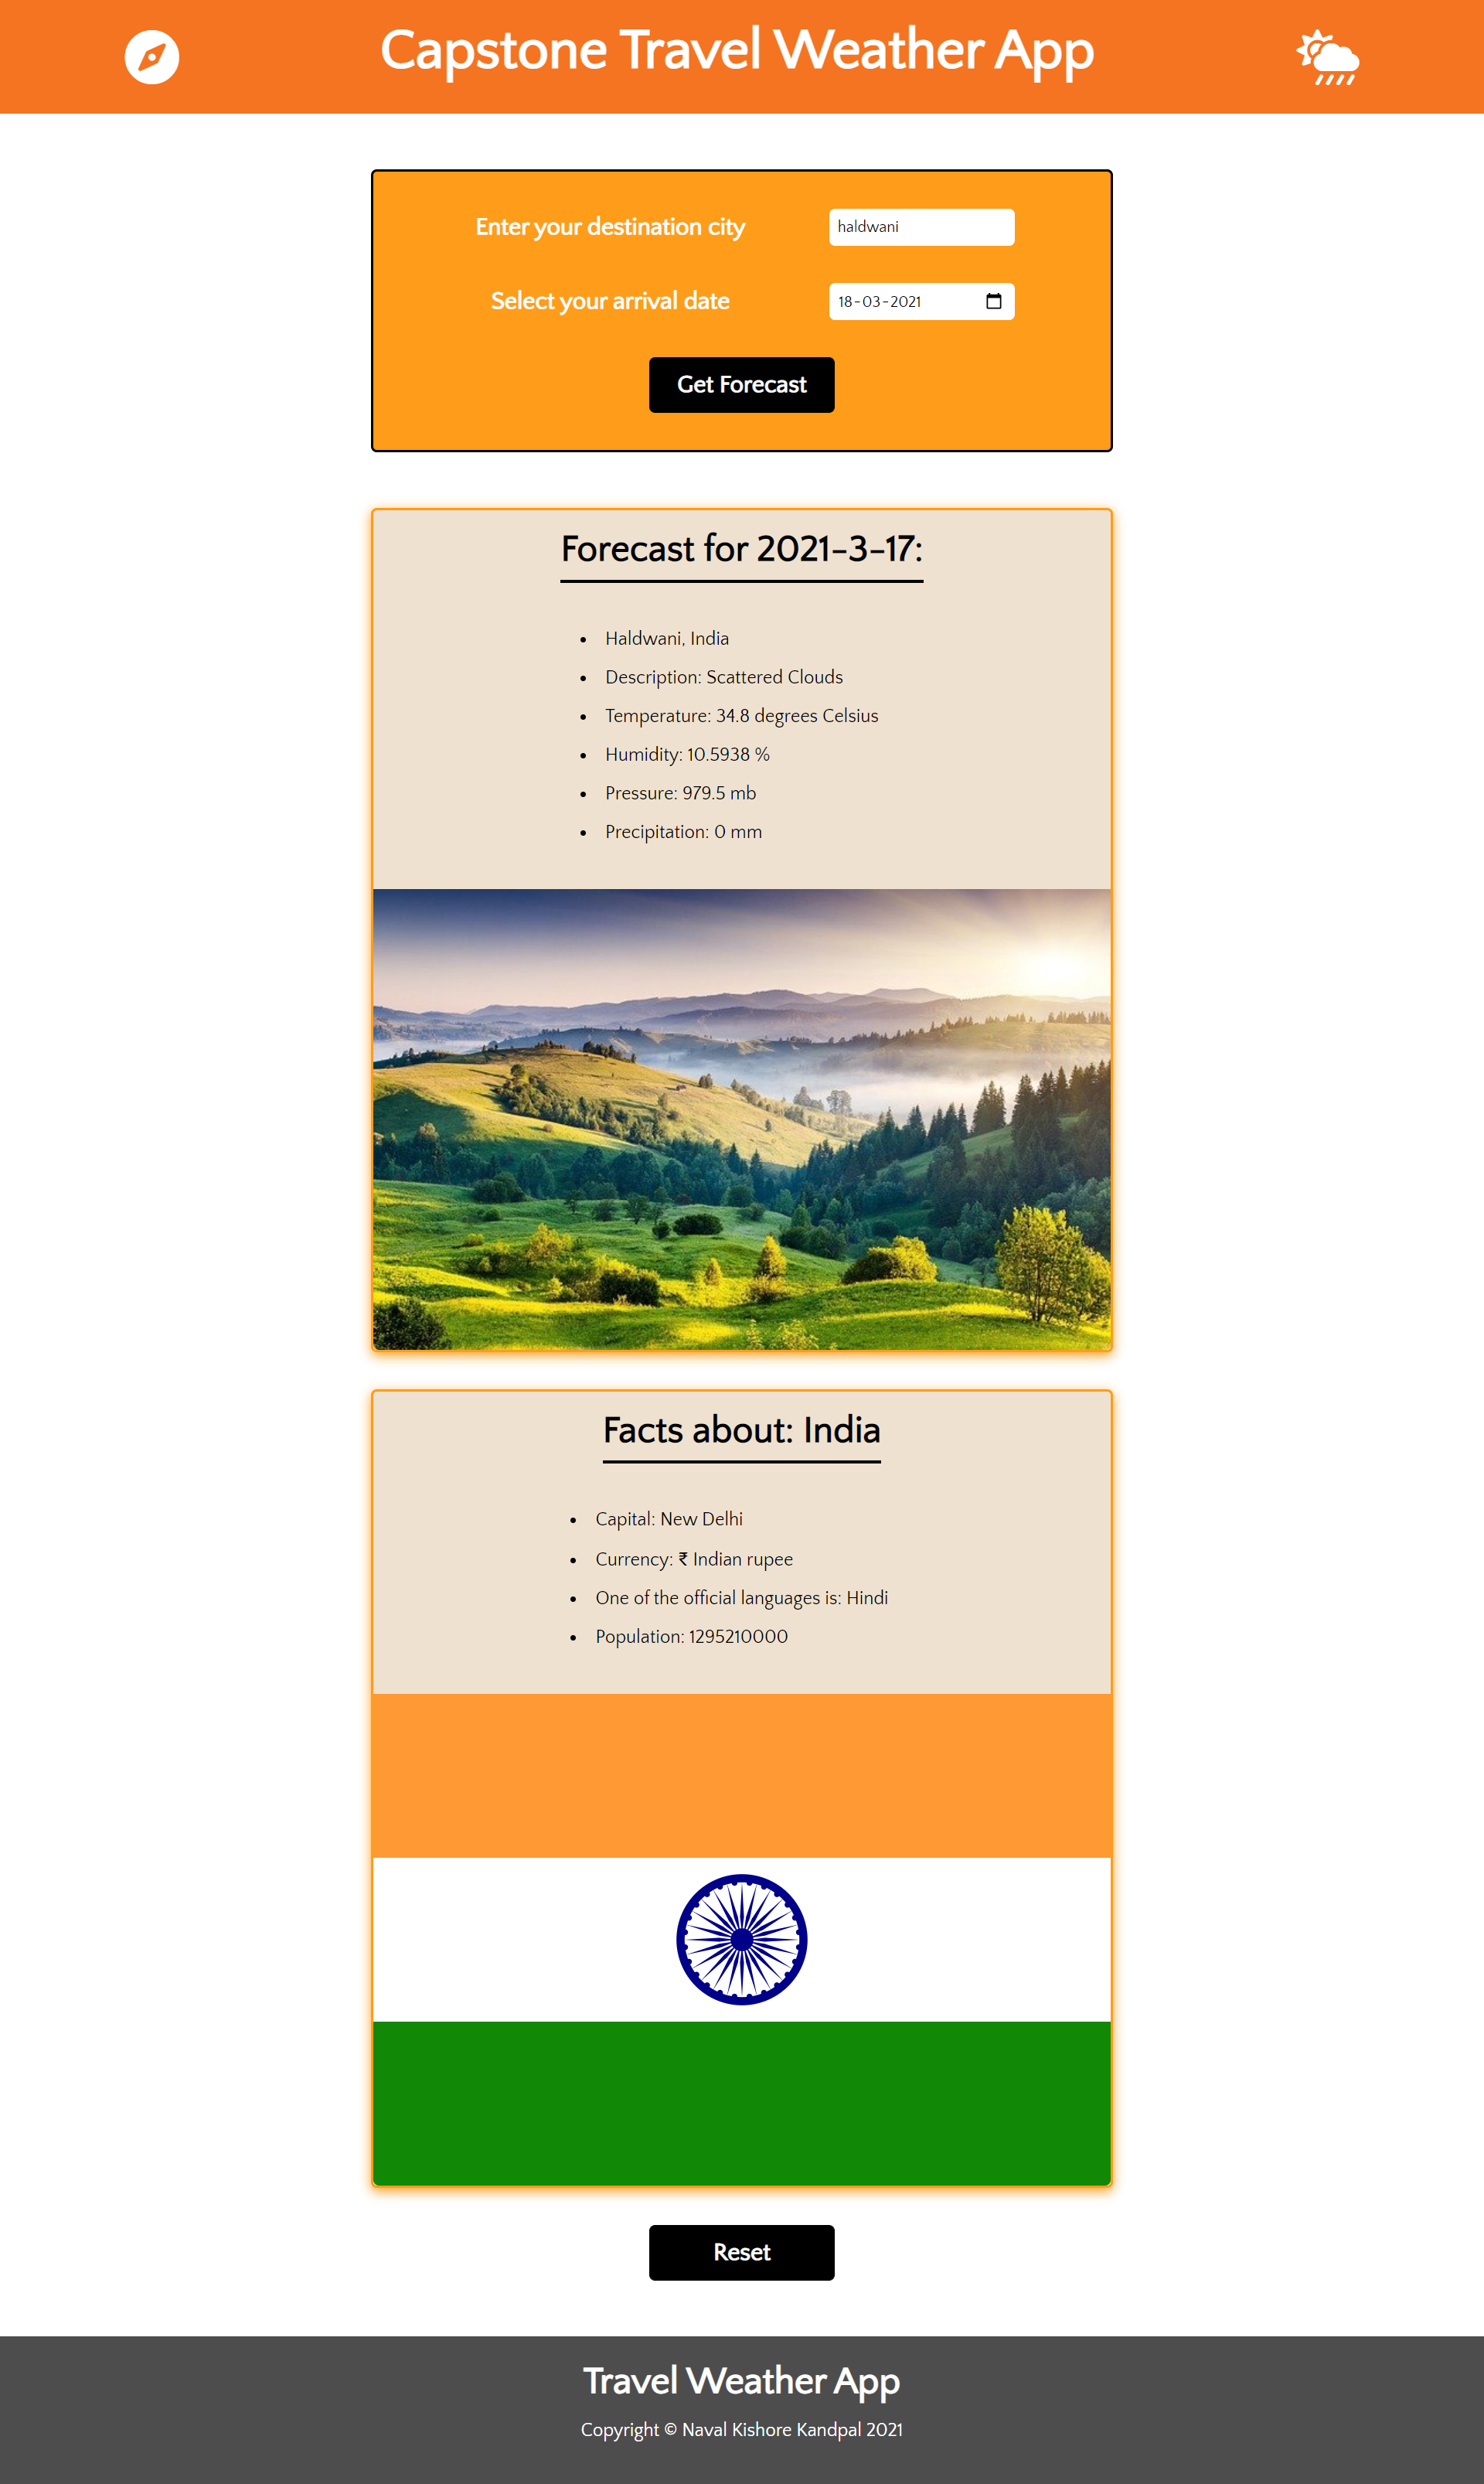 Capstone Travel Weather App
Enter your destination city
haldwani
Select your arrival date
18-03-2021
Get Forecast
Forecast for 2021-3-17:
Haldwani, India
Description: Scattered Clouds
Temperature: 34.8 degrees Celsius
Humidity: 10.5938 %
Pressure: 979.5 mb
Precipitation: 0 mm
Facts about: India
Capital: New Delhi
Currency: ₹ Indian rupee
One of the official languages is: Hindi
Population: 1295210000
Reset
Travel Weather App
Copyright © Naval Kishore Kandpal 2021